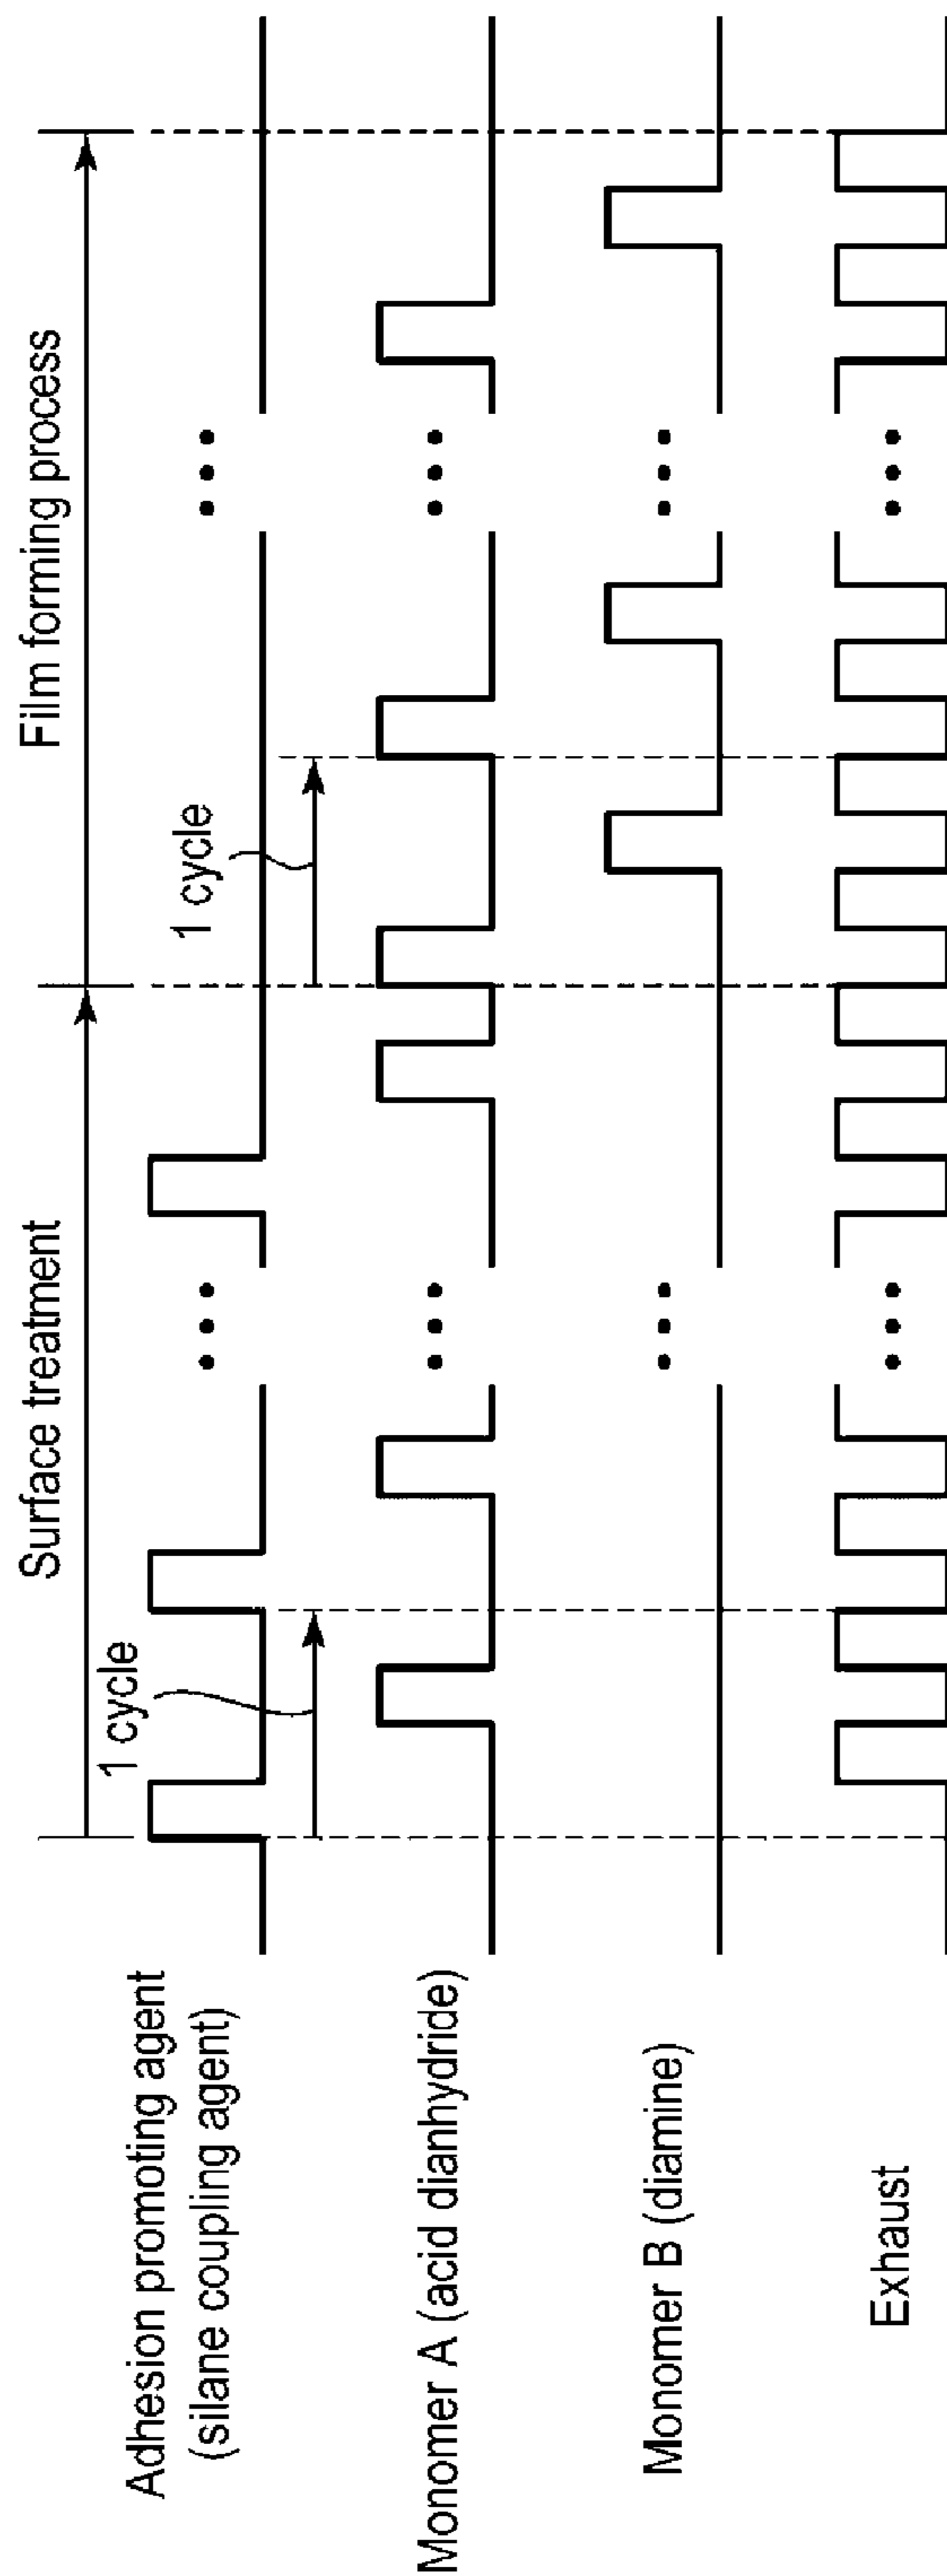 Surface treatment
Film forming process
1 cycle
1 cycle
Adhesion promoting agent
(silane coupling agent)
Monomer A (acid dianhydride)
Monomer B (diamine)
Exhaust